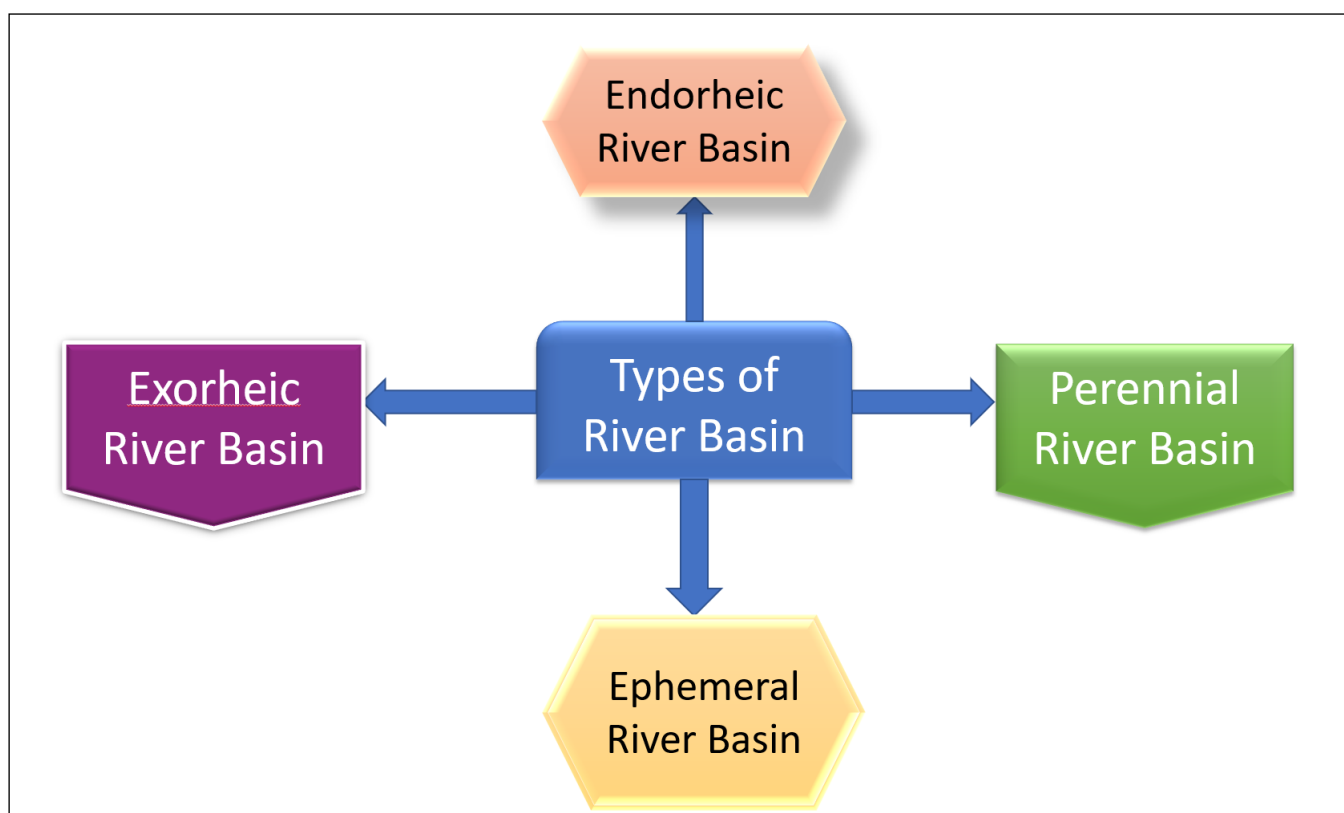 Endorheic
River Basin
Exorheic
River Basin
Types of
River Basin
Perennial
River Basin
Ephemeral
River Basin